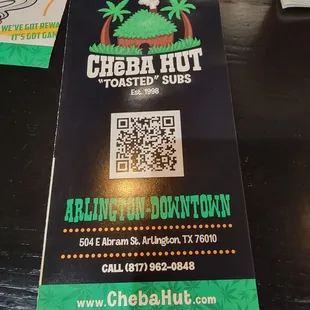 WE'VE GOT REWA
IT'S GOT GAM
CHēBA HUT
"TOASTED" SUBS
Est. 1998
ARLINGTON-DOWNTOWN
504 E Abram St. Arlington, TX 76010
CALL (817) 962-0848
www.ChebaHut.com